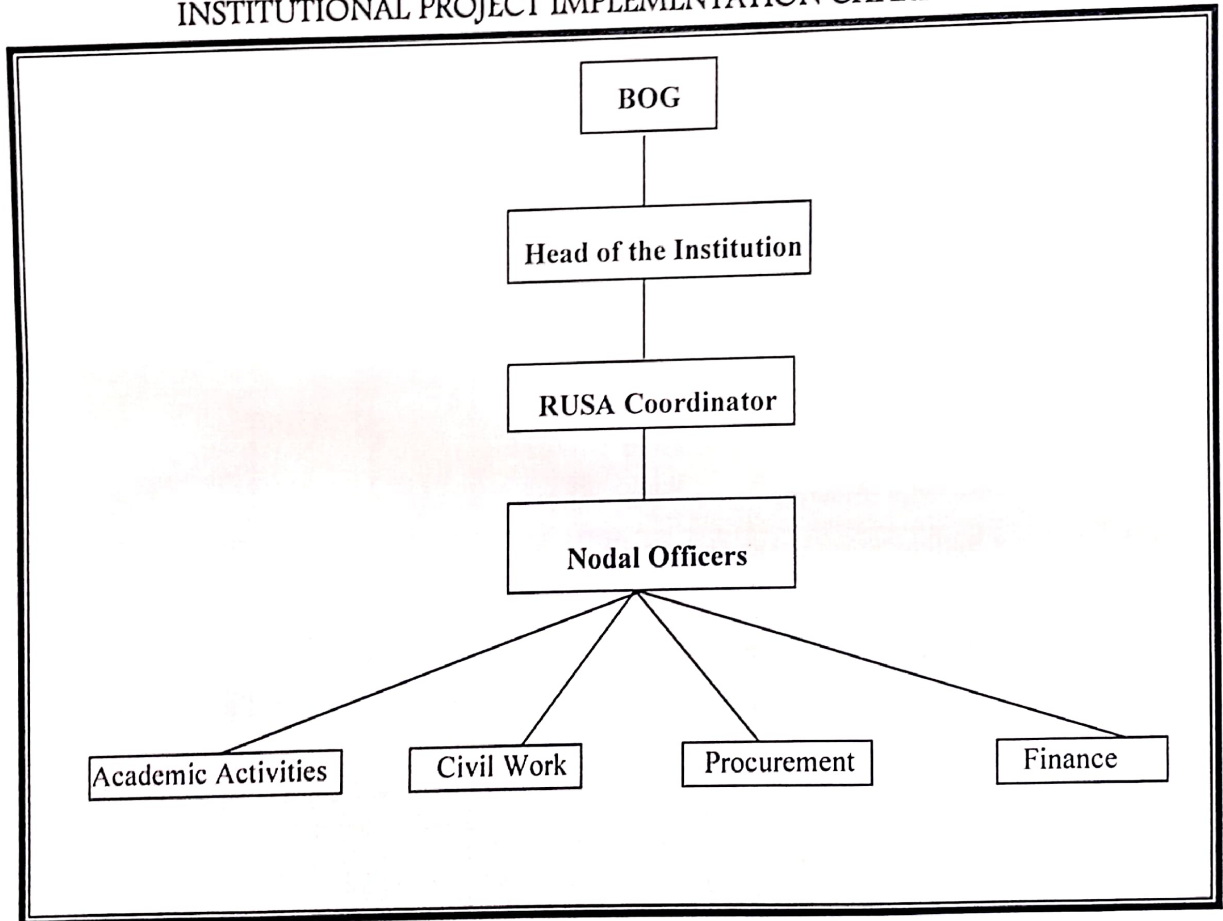 INSTITUTIONAL PROJECT IMPLEMENTATION
BOG
Head of the Institution
RUSA Coordinator
Nodal Officers
Academic Activities
Civil Work
Procurement
Finance